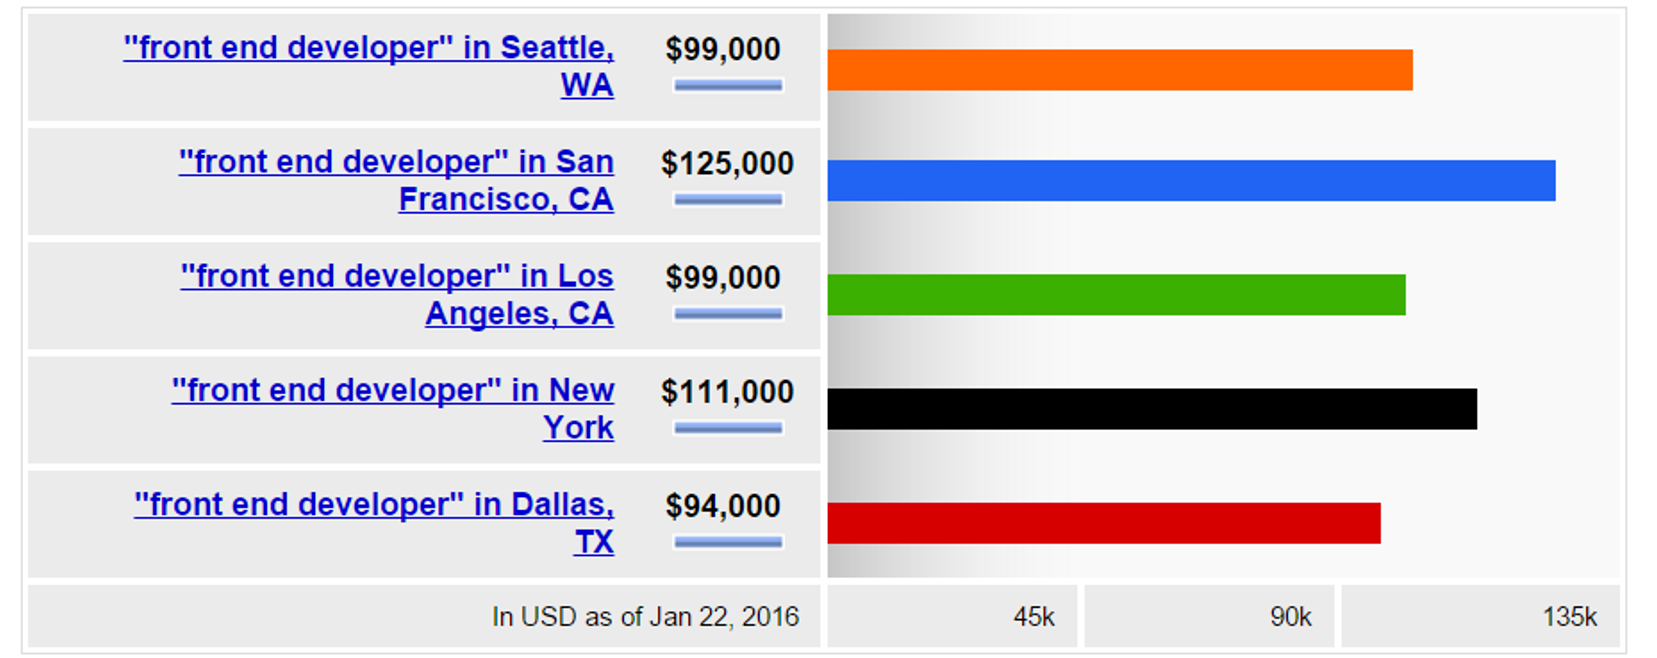 "front end developer" in Seattle,
WA
$99,000
"front end developer" in San
Francisco, CA
$125,000
"front end developer" in Los
Angeles, CA
$99,000
"front end developer" in New
York
$111,000
"front end developer" in Dallas,
TX
$94,000
In USD as of Jan 22, 2016
45k
90k
135k